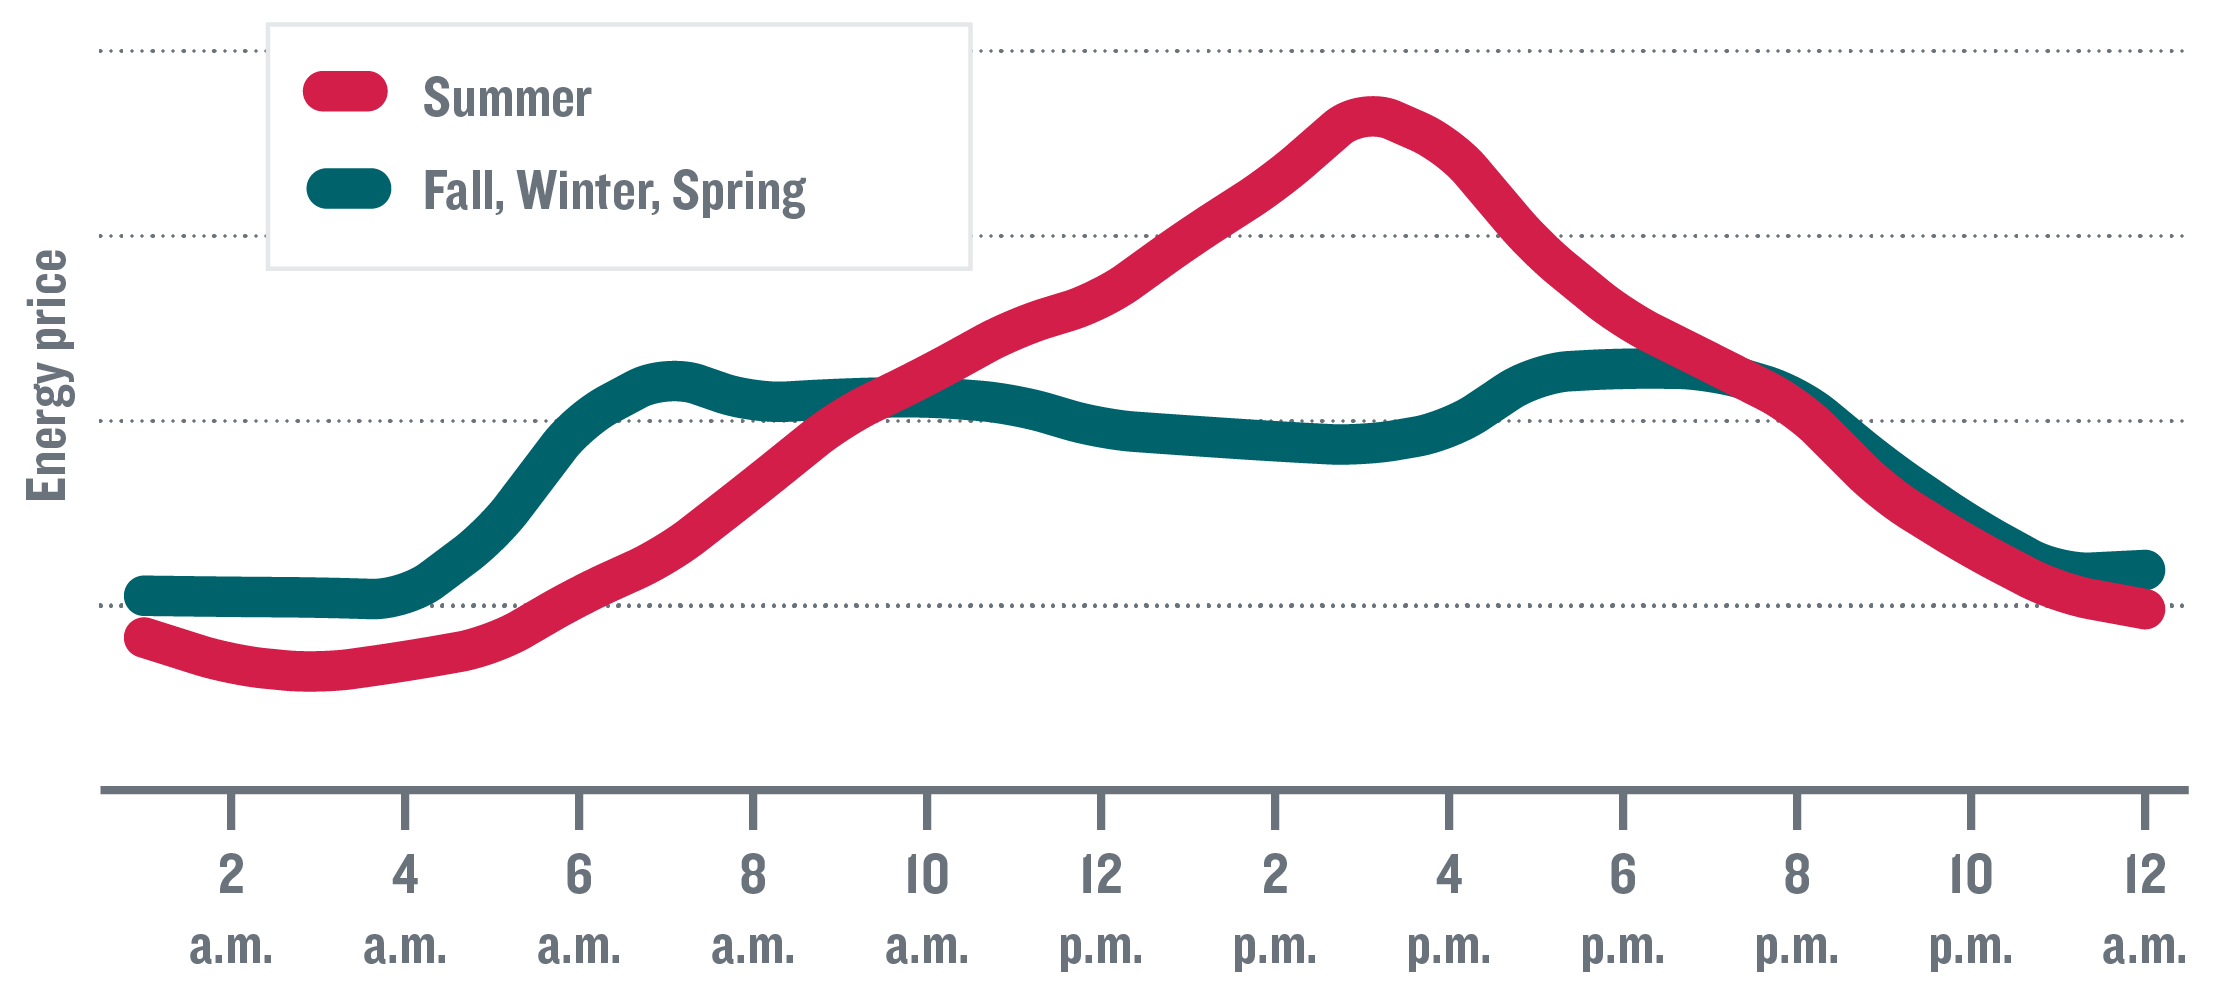 Summer
Fall, Winter, Spring
Energy price
2 4 6 8 10 12 2 4 6 8 10 12
a.m. a.m. a.m. a.m. a.m. p.m. p.m. p.m. p.m. p.m. p.m. a.m.